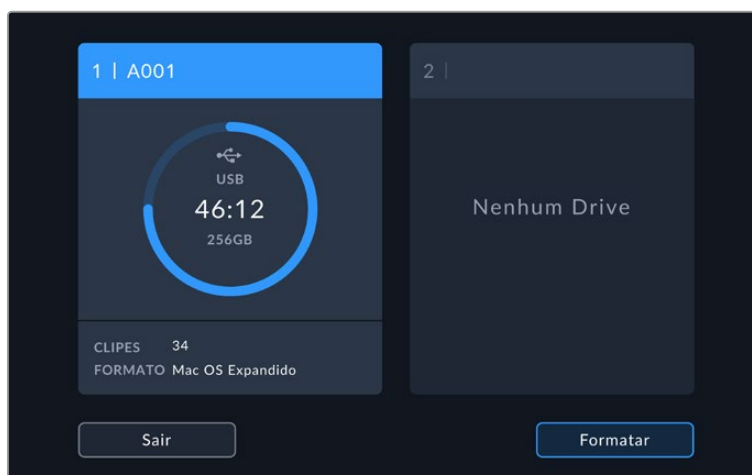 1 | A001
USB
46:12
256GB
CLIPES 34
FORMATO Mac OS Expandido
2 |
Nenhum Drive
Sair
Formatar